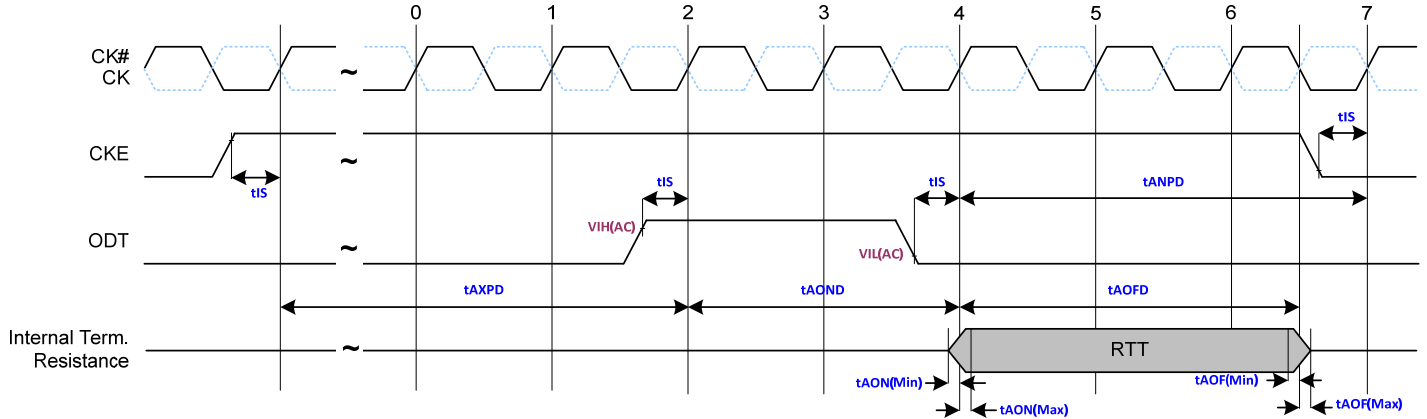 0 1 2 3 4 5 6 7
CK#
CK
~
tIS
CKE
~
tIS
tIS
tIS
tANPD
VIH(AC)
ODT
~
VIL(AC)
tAXPD
tAOND
tAOFD
Internal Term.
Resistance
~
RTT
tAON(Min)
tAOF(Min)
tAON(Max)
tAOF(Max)